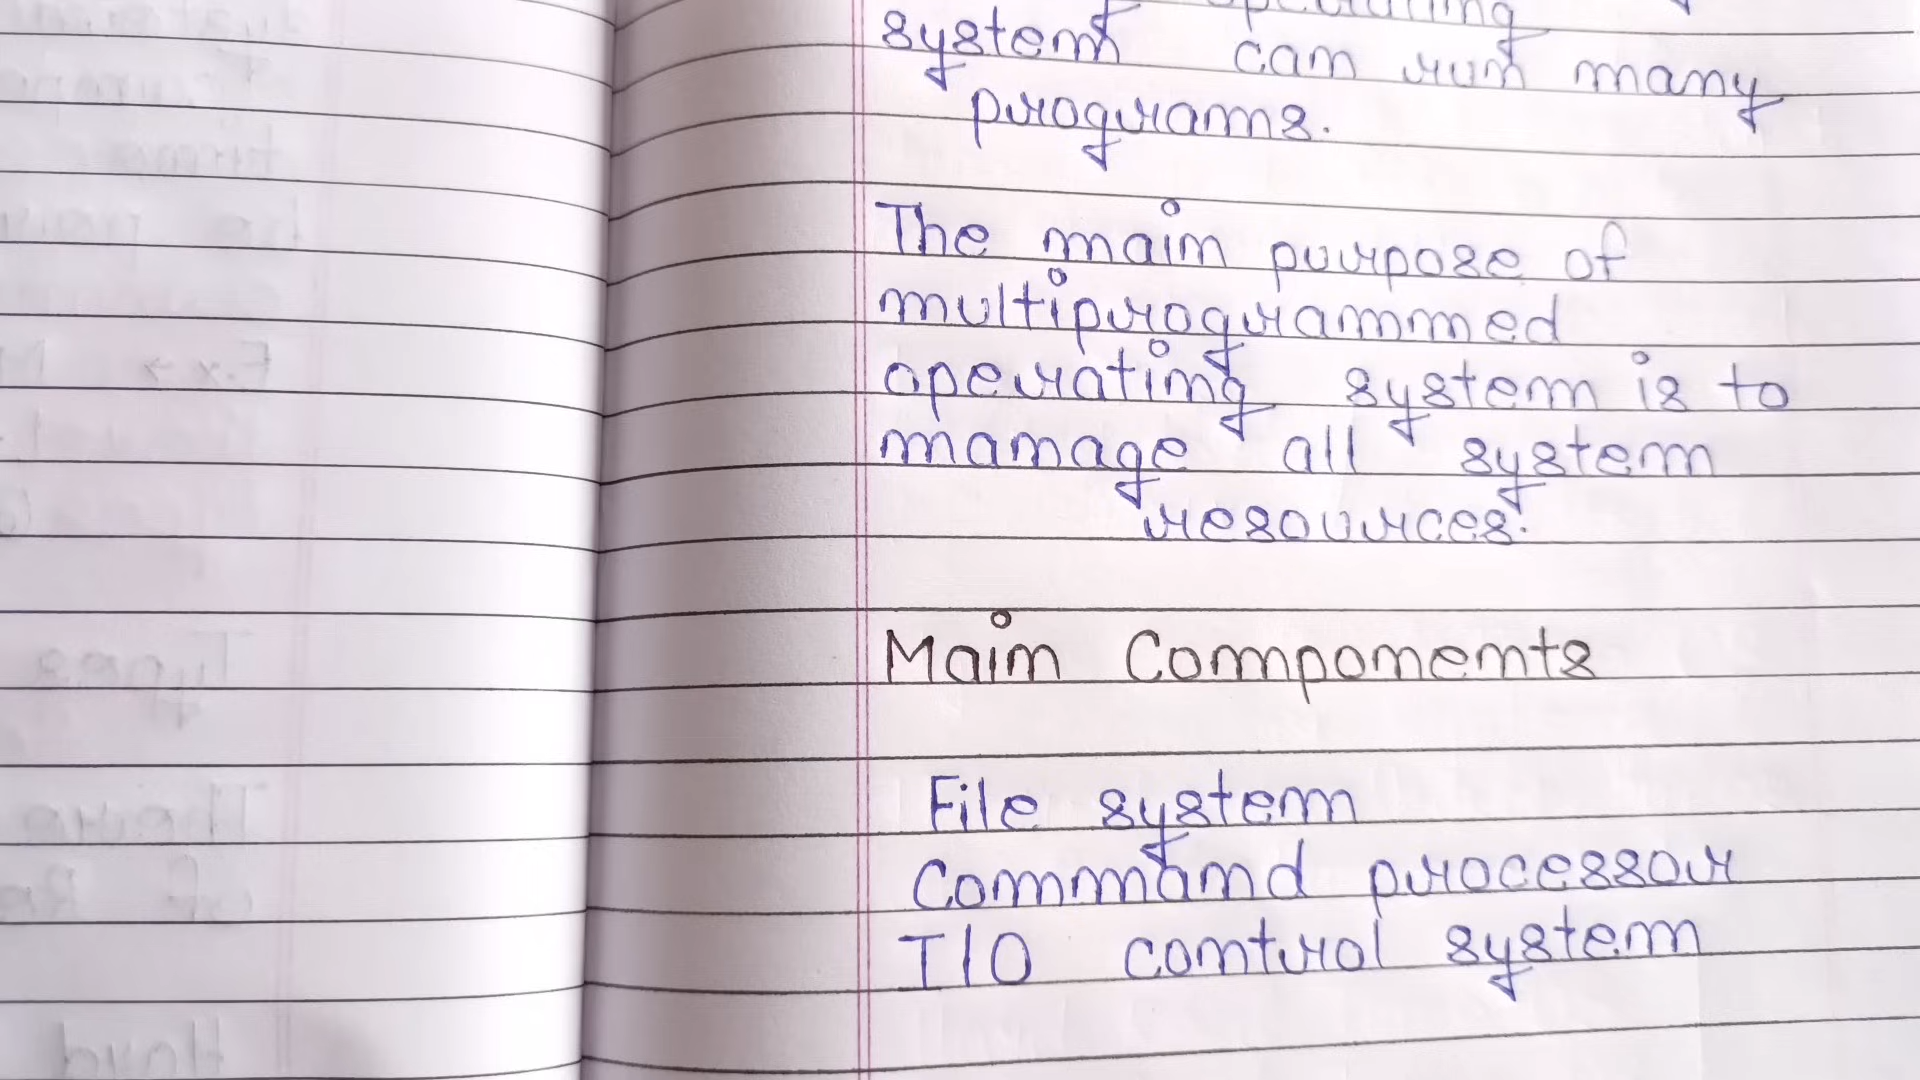 operating
system can run many
programs.
The main purpose of
multiprogrammed
operating system is to
manage all system
resources.
Main Components
File system
Command processor
I/O control system